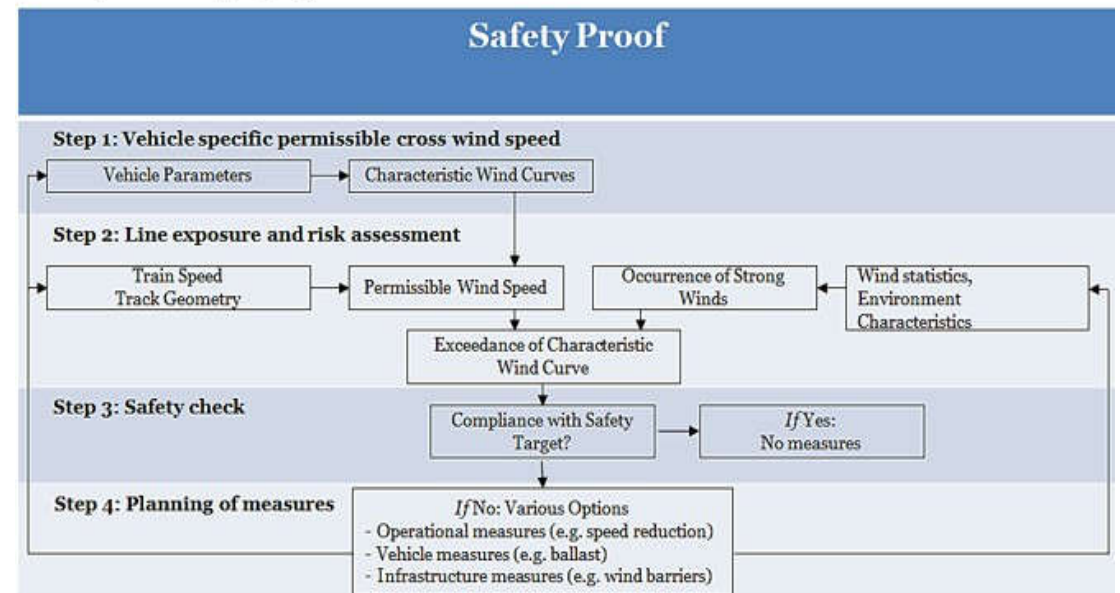 Safety Proof
Step 1: Vehicle specific permissible cross wind speed
Vehicle Parameters
Characteristic Wind Curves
Step 2: Line exposure and risk assessment
Train Speed
Track Geometry
Permissible Wind Speed
Occurrence of Strong
Winds
Wind statistics,
Environment
Characteristics
Exceedance of Characteristic
Wind Curve
Step 3: Safety check
Compliance with Safety
Target?
If Yes:
No measures
Step 4: Planning of measures
If No: Various Options
- Operational measures (e.g. speed reduction)
- Vehicle measures (e.g. ballast)
- Infrastructure measures (e.g. wind barriers)